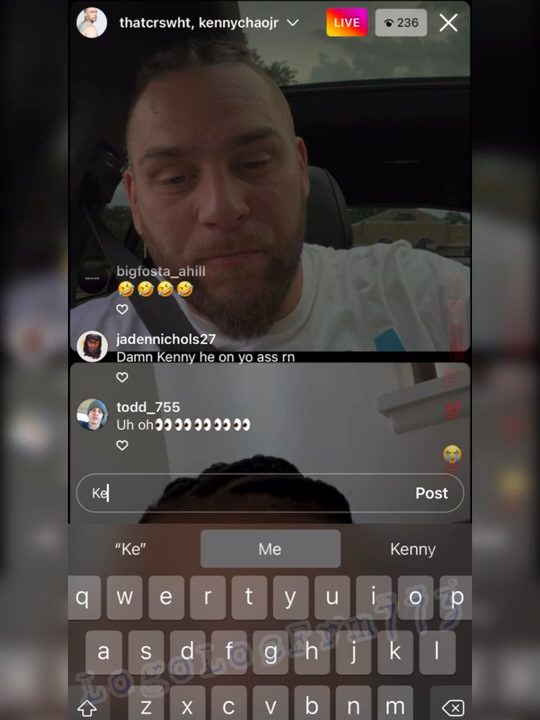 thatcrswht, kennychaojr
LIVE
236
bigfosta_ahill
🤣🤣🤣🤣
jadennichols27
Damn Kenny he on yo ass rn
todd_755
Uh oh👀👀👀👀👀👀👀👀👀👀
Ke
Post
“Ke”
Me
Kenny
q w e r t y u i o p
a s d f g h j k l
z x c v b n m
LosoLosFrm773